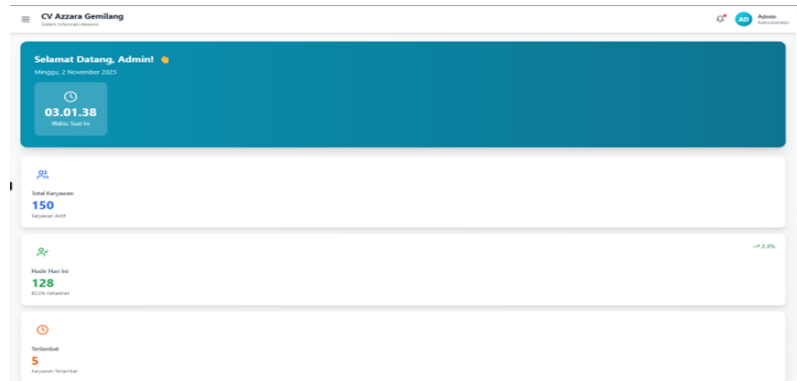 CV Azzara Gemilang
Sistem Informasi Absensi
AD
Admin
Administrator
Selamat Datang, Admin! 👋
Minggu, 2 November 2025
03.01.38
Waktu Saat Ini
Total Karyawan
150
Karyawan Aktif
2.3%
Hadir Hari Ini
128
Kehadiran
Terlambat
5
Karyawan Terlambat